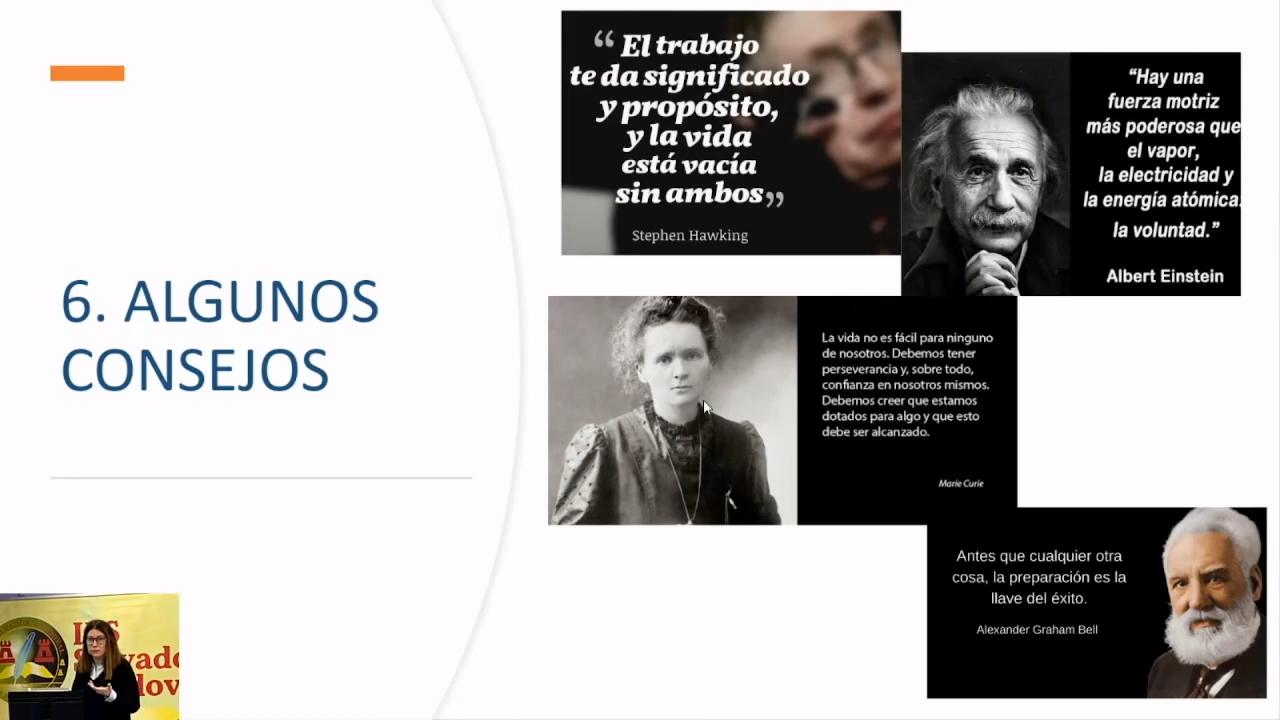 6. ALGUNOS
CONSEJOS
“ El trabajo
te da significado
y propósito,
y la vida
está vacía
sin ambos”
Stephen Hawking
“Hay una
fuerza motriz
más poderosa que
el vapor,
la electricidad y
la energía atómica:
la voluntad.”
Albert Einstein
La vida no es fácil para ninguno
de nosotros. Debemos tener
perseverancia y, sobre todo,
confianza en nosotros mismos.
Debemos creer que estamos
dotados para algo y que esto
debe ser alcanzado.
Marie Curie
Antes que cualquier otra
cosa, la preparación es la
llave del éxito.
Alexander Graham Bell